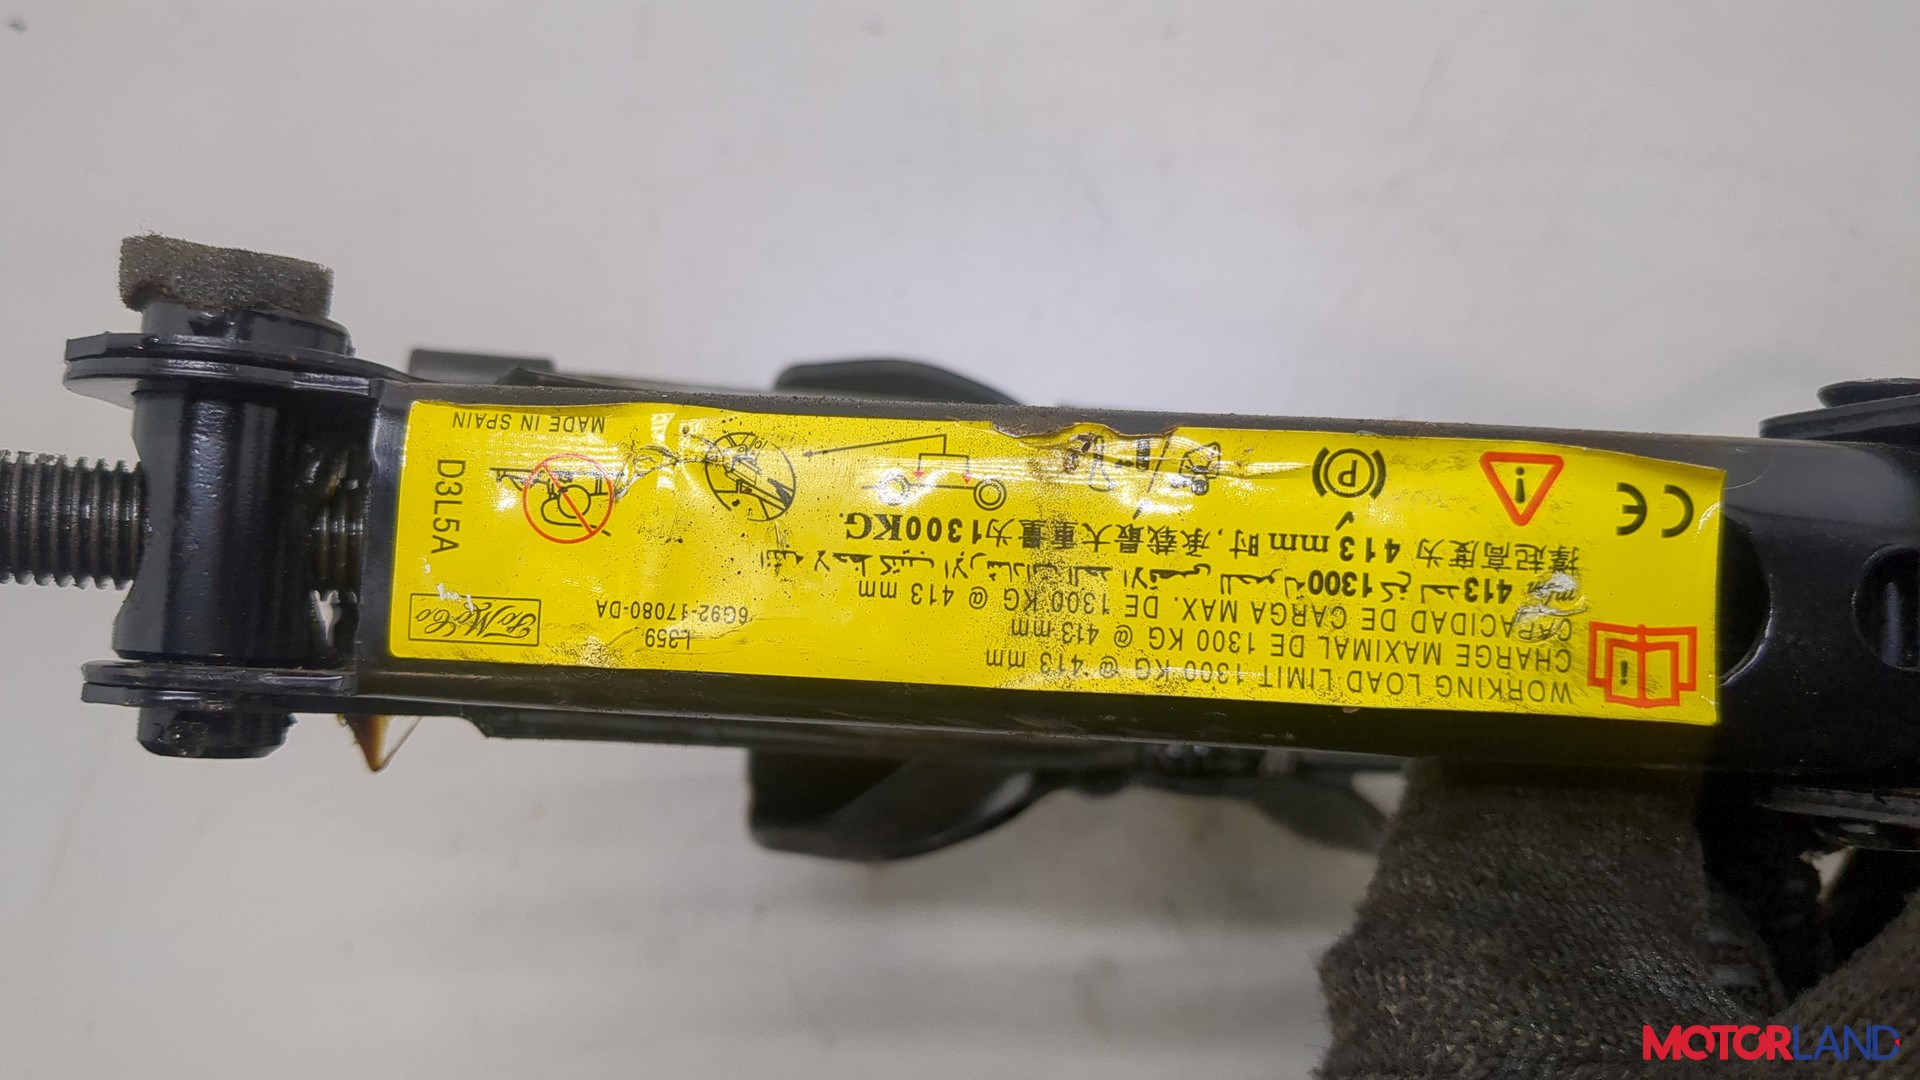 WORKING LOAD LIMIT 1300 KG @ 413 mm
CHARGE MAXIMAL DE 1300 KG @ 413 mm
CAPACIDAD DE CARGA MAX. DE 1300 KG @ 413 mm
1300 413
撑起高度为 413 mm 时, 承载最大重量为1300KG.
CE
P
L359
6G92-17080-DA
FoMoCo
D3L5A
MADE IN SPAIN
MOTORLAND